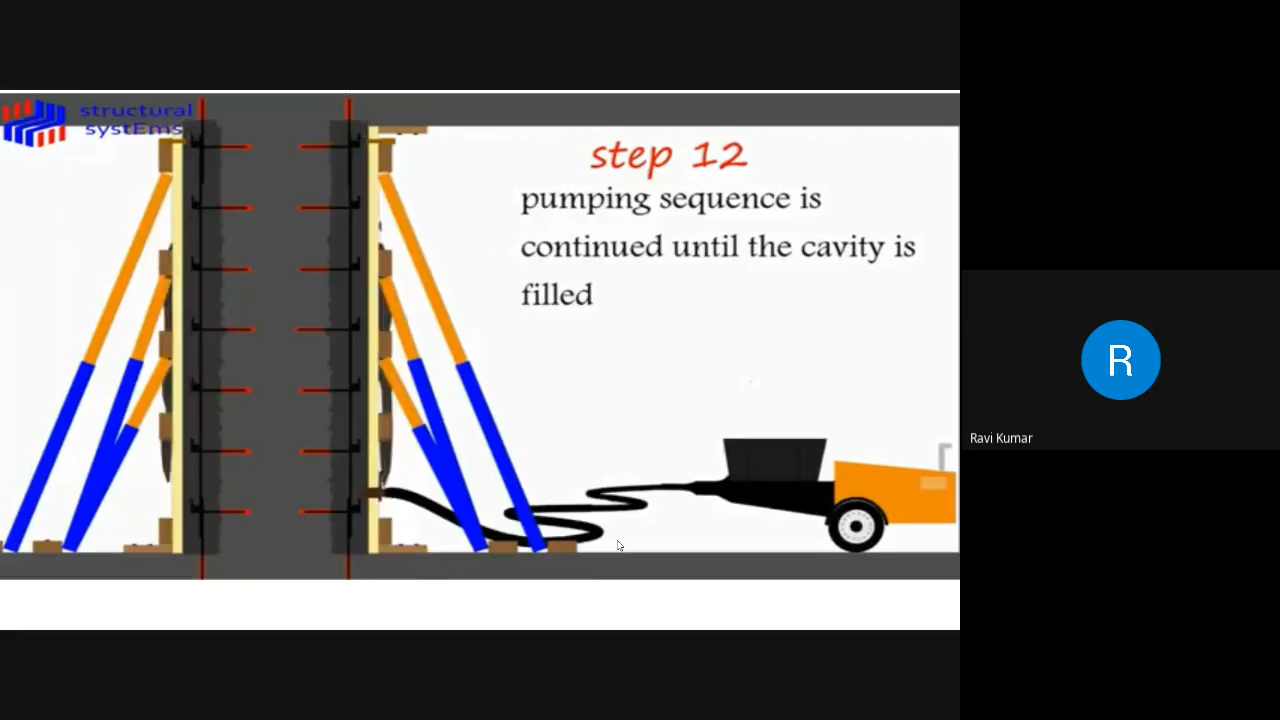 structural
systEms
step 12
pumping sequence is
continued until the cavity is
filled
R
Ravi Kumar